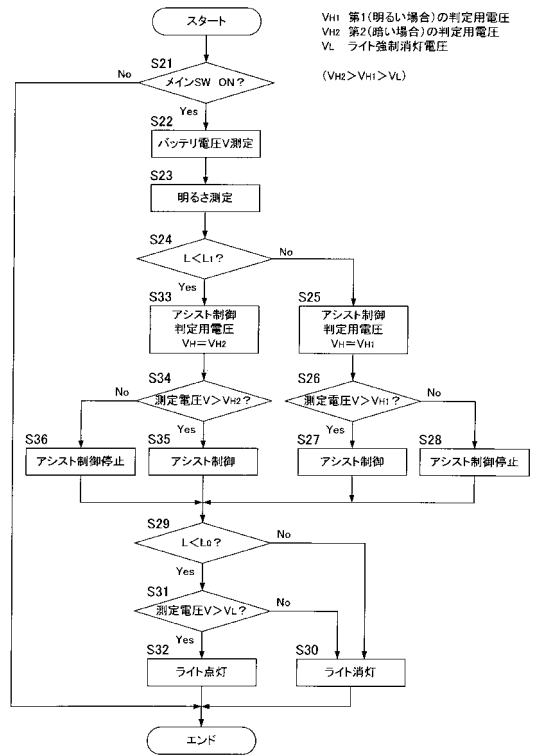 スタート
VH1 第1(明るい場合)の判定用電圧
VH2 第2(暗い場合)の判定用電圧
VL ライト強制消灯電圧
(VH2>VH1>VL)
S21
メインSW ON?
No
Yes
S22
バッテリ電圧V測定
S23
明るさ測定
S24
L<L1?
No
Yes
S33
アシスト制御
判定用電圧
VH=VH2
S25
アシスト制御
判定用電圧
VH=VH1
S34
測定電圧V>VH2?
No
Yes
S26
測定電圧V>VH1?
No
Yes
S36
アシスト制御停止
S35
アシスト制御
S27
アシスト制御
S28
アシスト制御停止
S29
L<L0?
No
Yes
S31
測定電圧V>VL?
No
Yes
S32
ライト点灯
S30
ライト消灯
エンド